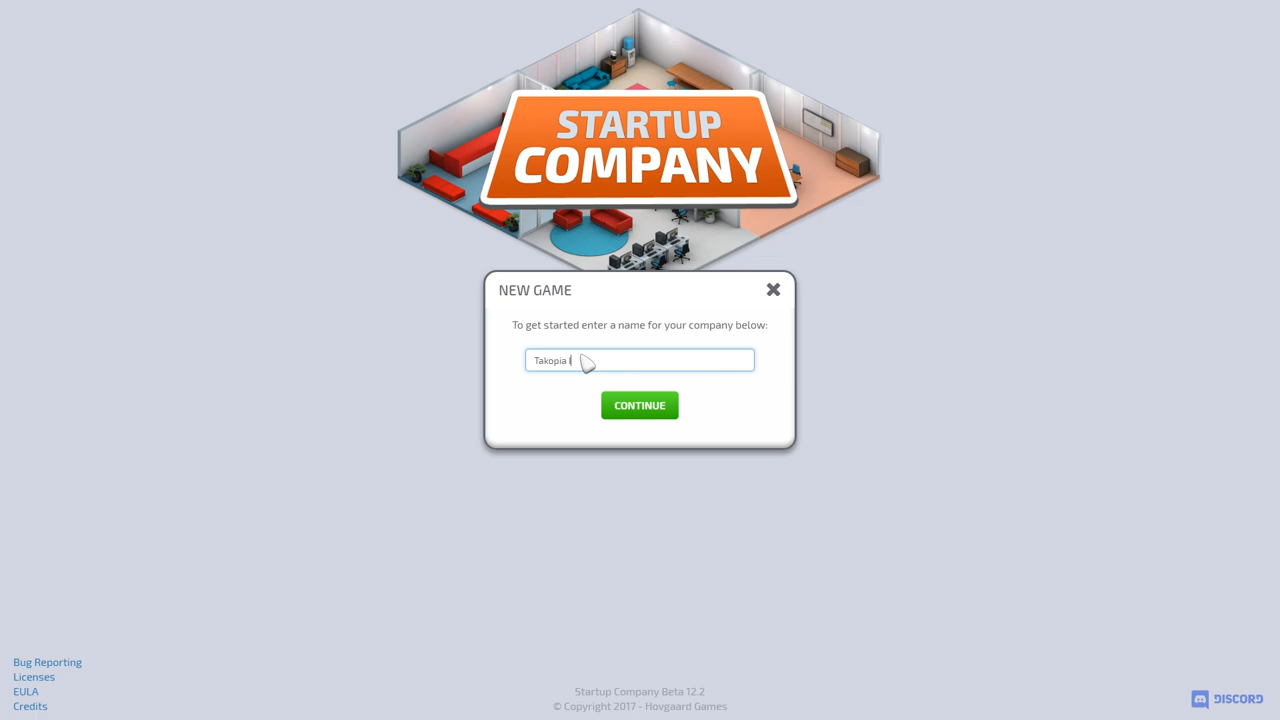 STARTUP
COMPANY
NEW GAME
To get started enter a name for your company below:
Takopia
CONTINUE
Bug Reporting
Licenses
EULA
Credits
Startup Company Beta 12.2
© Copyright 2017 - Hovgaard Games
DISCORD